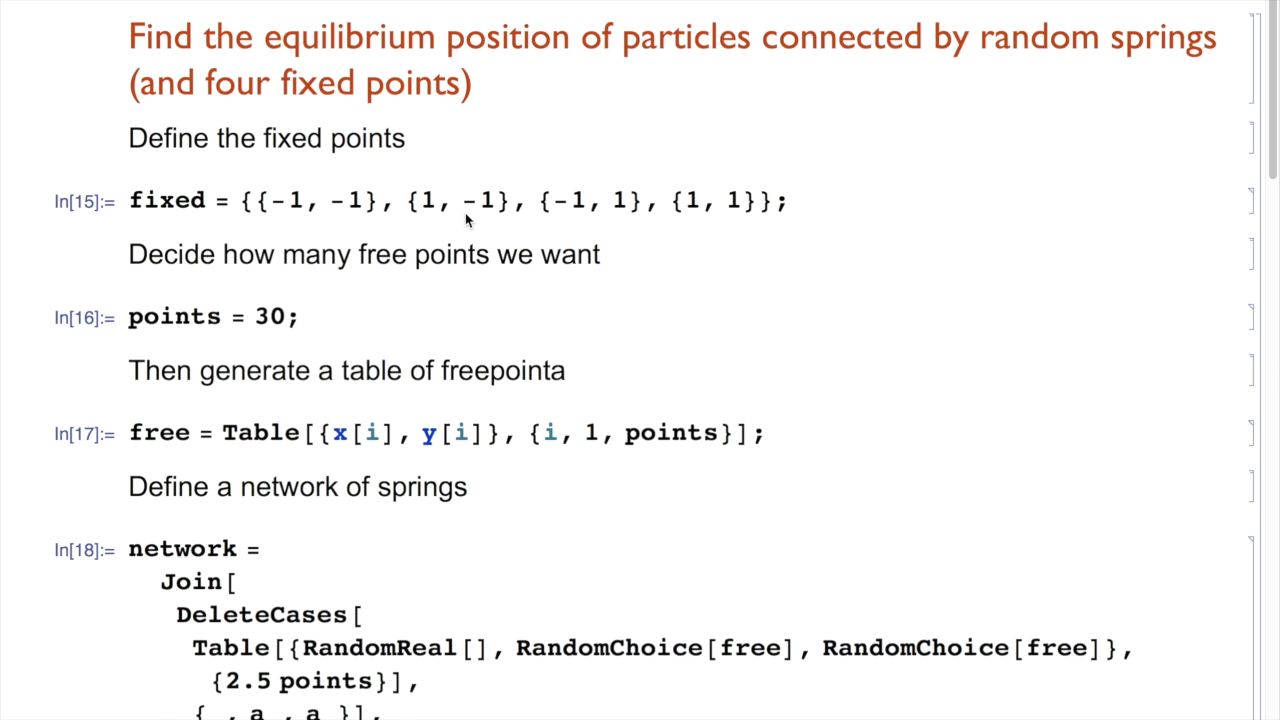 Find the equilibrium position of particles connected by random springs
(and four fixed points)
Define the fixed points
In[15]:= fixed = {{-1, -1}, {1, -1}, {-1, 1}, {1, 1}};
Decide how many free points we want
In[16]:= points = 30;
Then generate a table of freepointa
In[17]:= free = Table[{x[i], y[i]}, {i, 1, points}];
Define a network of springs
In[18]:= network =
Join[
DeleteCases[
Table[{RandomReal[], RandomChoice[free], RandomChoice[free]},
{2.5 points}],
{_, a_, a_}],